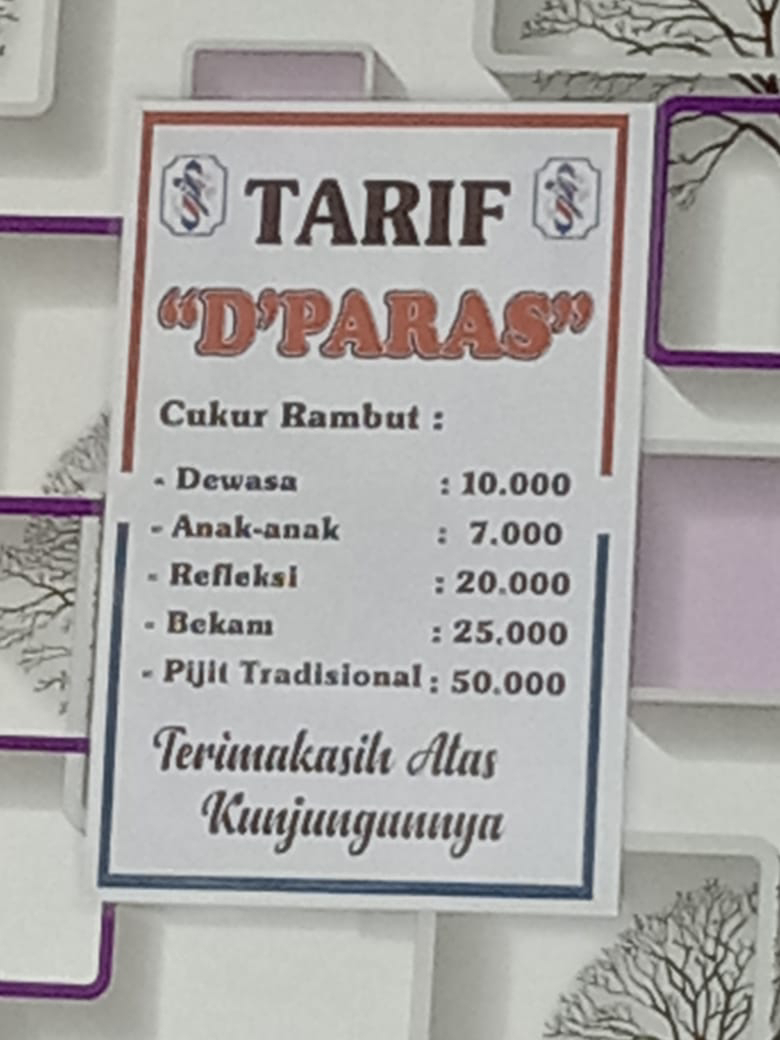 TARIF
"D'PARAS"
Cukur Rambut :
- Dewasa : 10.000
- Anak-anak : 7.000
- Refleksi : 20.000
- Bekam : 25.000
- Pijit Tradisional : 50.000
Terimakasih Atas
Kunjungannya